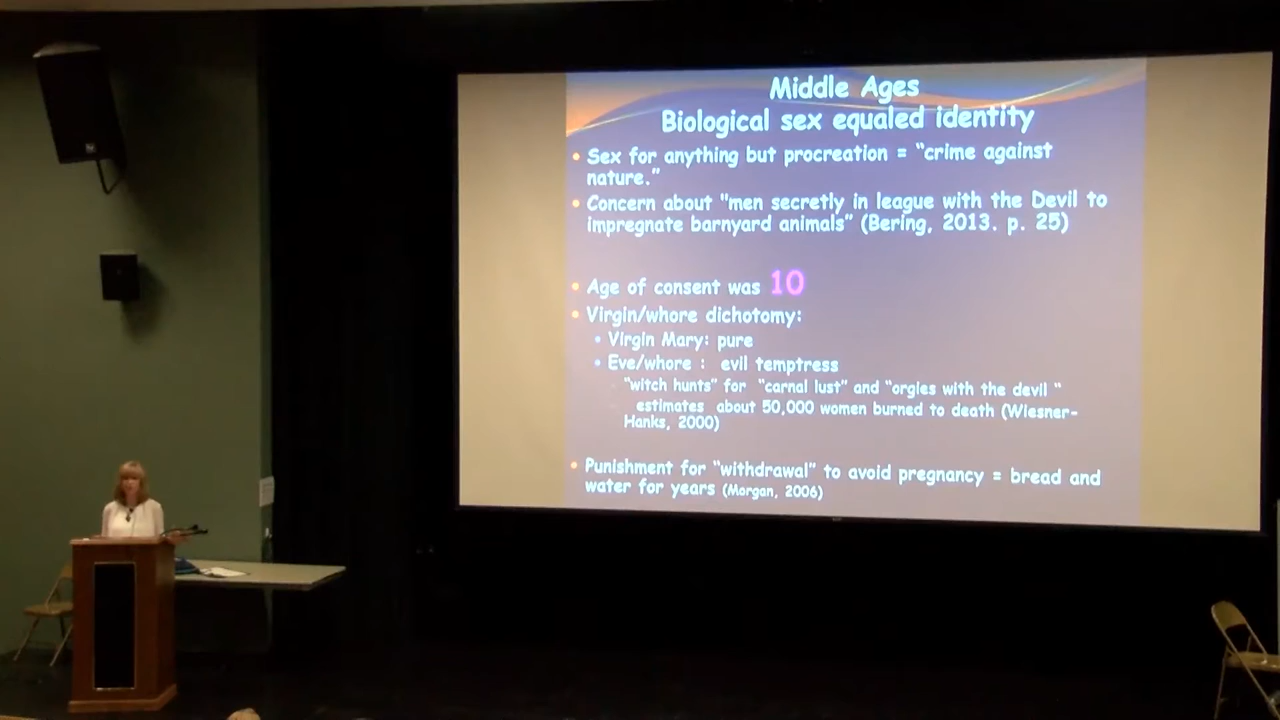 Middle Ages
Biological sex equaled identity
• Sex for anything but procreation = “crime against
nature.”
• Concern about "men secretly in league with the Devil to
impregnate barnyard animals” (Bering, 2013. p. 25)
• Age of consent was 10
• Virgin/whore dichotomy:
• Virgin Mary: pure
• Eve/whore : evil temptress
“witch hunts” for “carnal lust” and “orgies with the devil “
estimates about 50,000 women burned to death (Wiesner-
Hanks, 2000)
• Punishment for “withdrawal” to avoid pregnancy = bread and
water for years (Morgan, 2006)